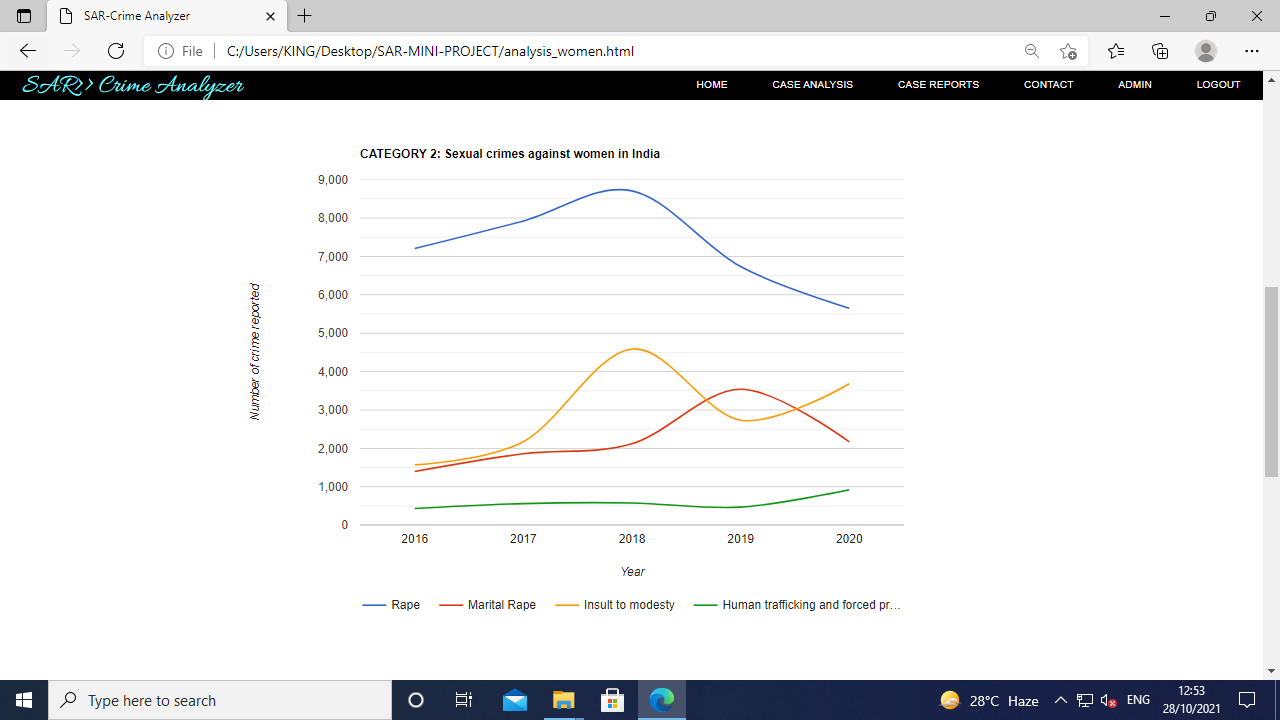 SAR-Crime Analyzer
File
C:/Users/KING/Desktop/SAR-MINI-PROJECT/analysis_women.html
SAR>> Crime Analyzer
HOME CASE ANALYSIS CASE REPORTS CONTACT ADMIN LOGOUT
CATEGORY 2: Sexual crimes against women in India
9,000
8,000
7,000
6,000
5,000
4,000
3,000
2,000
1,000
0
Number of crime reported
2016 2017 2018 2019 2020
Year
Rape Marital Rape Insult to modesty Human trafficking and forced pr…
Type here to search
28°C Haze
ENG
12:53
28/10/2021